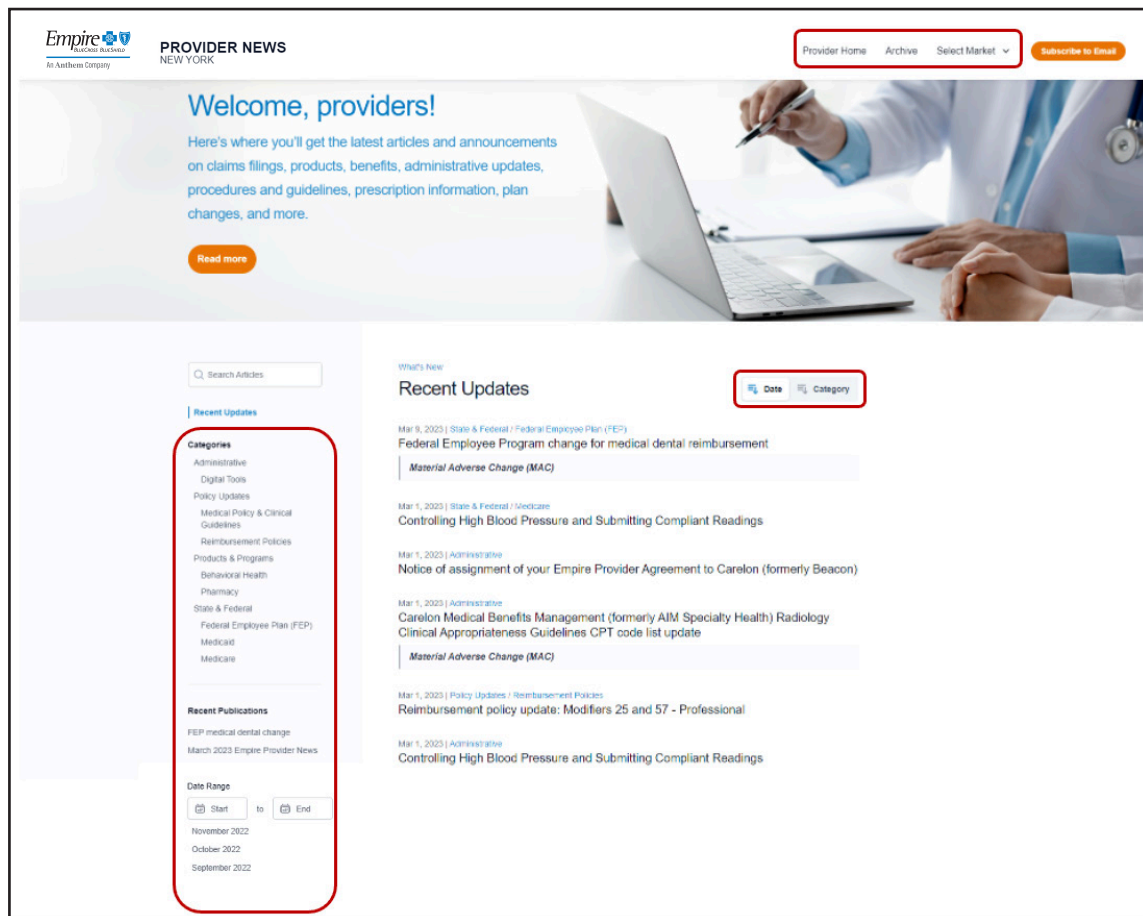 Empire
BLUECROSS BLUESHIELD
An Anthem Company
PROVIDER NEWS
NEW YORK
Provider Home
Archive
Select Market
Subscribe to Email
Welcome, providers!
Here's where you'll get the latest articles and announcements
on claims filings, products, benefits, administrative updates,
procedures and guidelines, prescription information, plan
changes, and more.
Read more
Search Articles
Recent Updates
Categories
Administrative
Digital Tools
Policy Updates
Medical Policy & Clinical
Guidelines
Reimbursement Policies
Products & Programs
Behavioral Health
Pharmacy
State & Federal
Federal Employee Plan (FEP)
Medicaid
Medicare
Recent Publications
FEP medical dental change
March 2023 Empire Provider News
Date Range
Start to End
November 2022
October 2022
September 2022
What's New
Recent Updates
Date
Category
Mar 9, 2023 | State & Federal / Federal Employee Plan (FEP)
Federal Employee Program change for medical dental reimbursement
Material Adverse Change (MAC)
Mar 1, 2023 | State & Federal / Medicare
Controlling High Blood Pressure and Submitting Compliant Readings
Mar 1, 2023 | Administrative
Notice of assignment of your Empire Provider Agreement to Carelon (formerly Beacon)
Mar 1, 2023 | Administrative
Carelon Medical Benefits Management (formerly AIM Specialty Health) Radiology
Clinical Appropriateness Guidelines CPT code list update
Material Adverse Change (MAC)
Mar 1, 2023 | Policy Updates / Reimbursement Policies
Reimbursement policy update: Modifiers 25 and 57 - Professional
Mar 1, 2023 | Administrative
Controlling High Blood Pressure and Submitting Compliant Readings